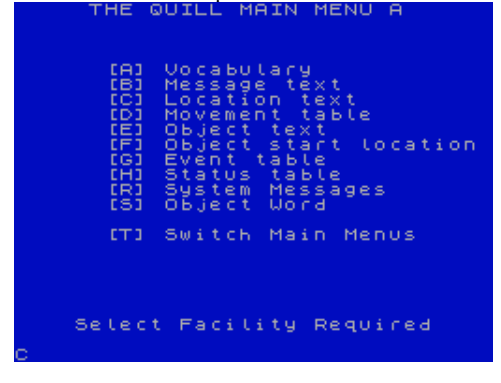 THE QUILL MAIN MENU A
[A] Vocabulary
[B] Message text
[C] Location text
[D] Movement table
[E] Object text
[F] Object start location
[G] Event table
[H] Status table
[R] System Messages
[S] Object Word
[T] Switch Main Menus
Select Facility Required
C